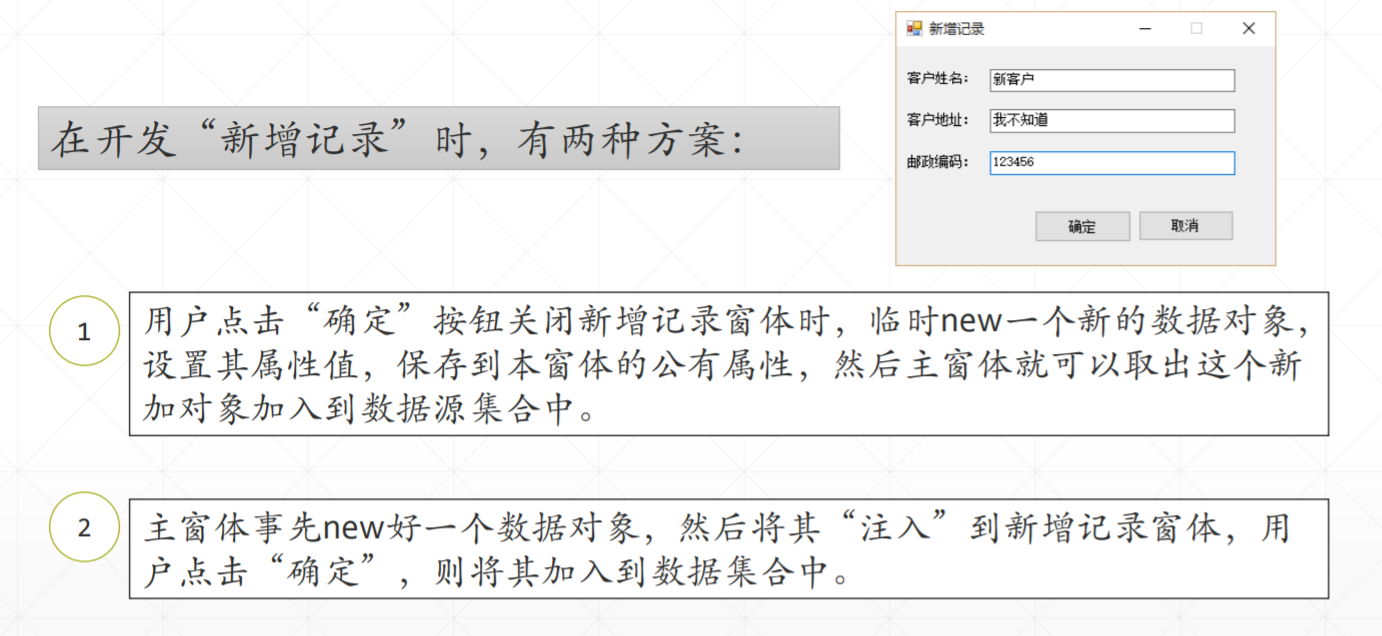 新增记录
客户姓名： 新客户
客户地址： 我不知道
邮政编码： 123456
确定 取消
在开发“新增记录”时，有两种方案：
1
用户点击“确定”按钮关闭新增记录窗体时，临时new一个新的数据对象，
设置其属性值，保存到本窗体的公有属性，然后主窗体就可以取出这个新
加对象加入到数据源集合中。
2
主窗体事先new好一个数据对象，然后将其“注入”到新增记录窗体，用
户点击“确定”，则将其加入到数据集合中。